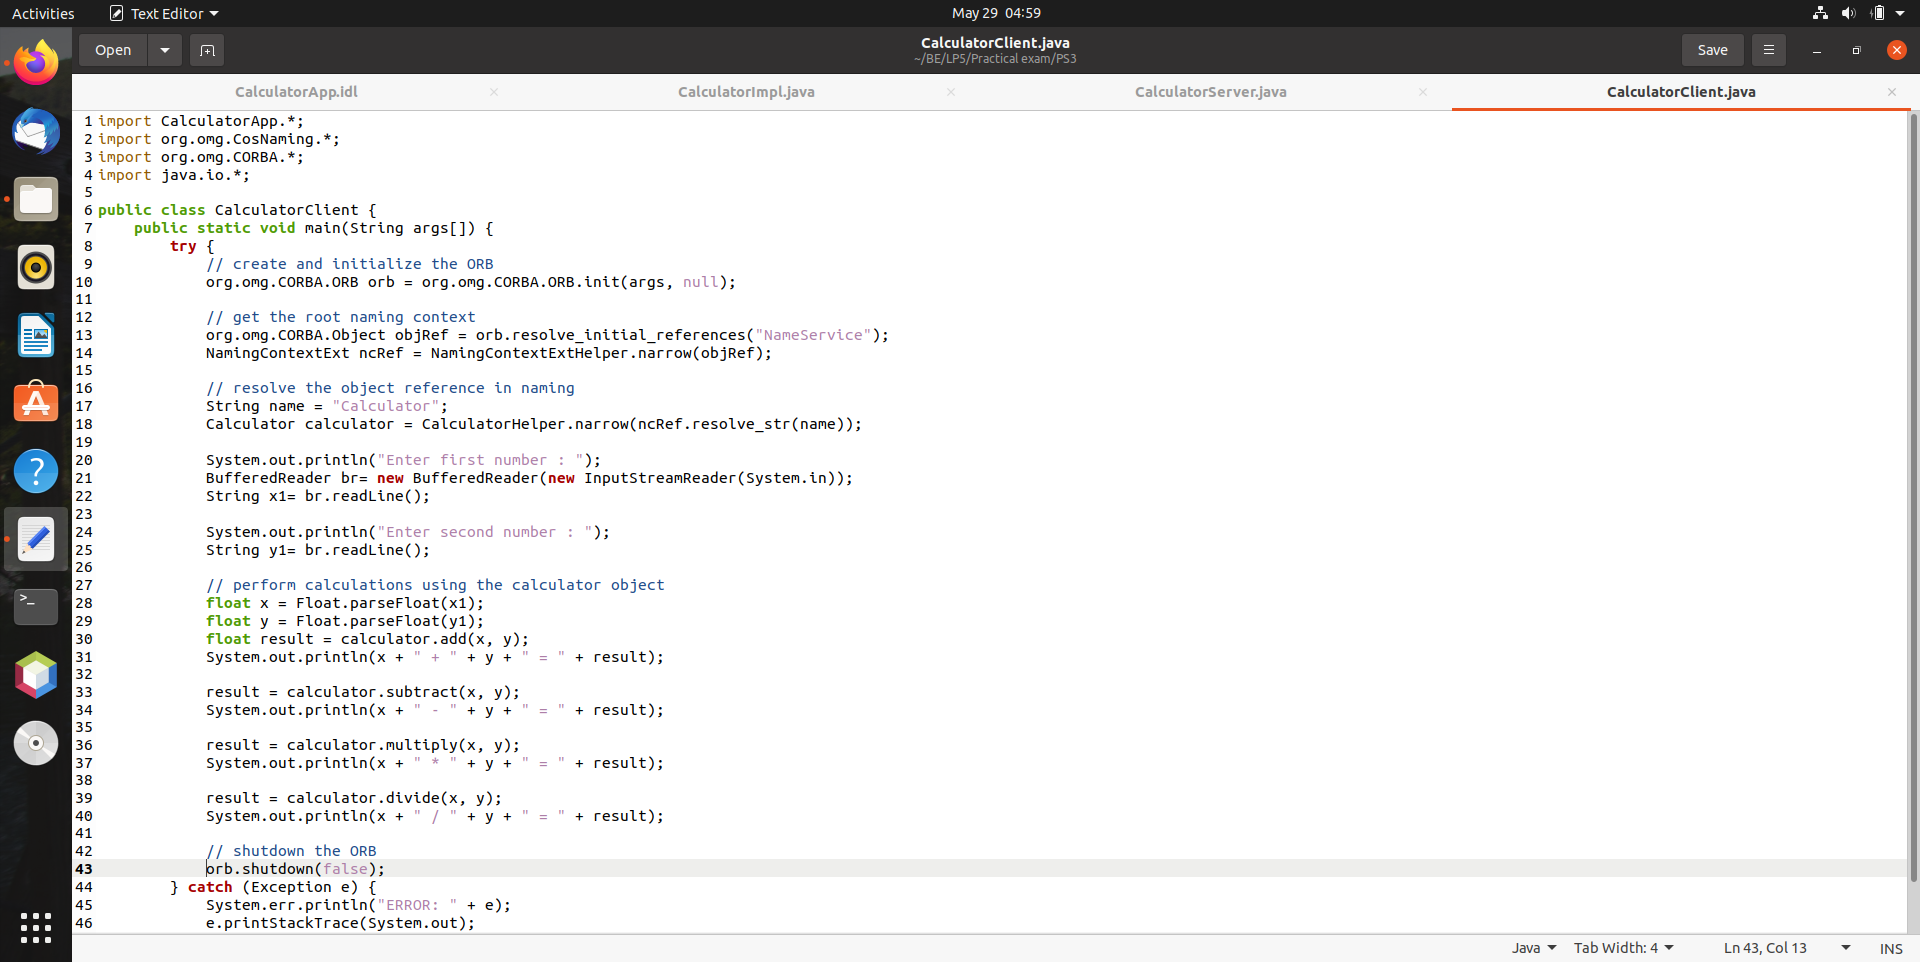 Activities
Text Editor
May 29  04:59
Open
CalculatorClient.java
~/BE/LP5/Practical exam/PS3
Save
CalculatorApp.idl
CalculatorImpl.java
CalculatorServer.java
CalculatorClient.java
1 import CalculatorApp.*;
2 import org.omg.CosNaming.*;
3 import org.omg.CORBA.*;
4 import java.io.*;
5
6 public class CalculatorClient {
7     public static void main(String args[]) {
8         try {
9             // create and initialize the ORB
10             org.omg.CORBA.ORB orb = org.omg.CORBA.ORB.init(args, null);
11
12             // get the root naming context
13             org.omg.CORBA.Object objRef = orb.resolve_initial_references("NameService");
14             NamingContextExt ncRef = NamingContextExtHelper.narrow(objRef);
15
16             // resolve the object reference in naming
17             String name = "Calculator";
18             Calculator calculator = CalculatorHelper.narrow(ncRef.resolve_str(name));
19
20             System.out.println("Enter first number : ");
21             BufferedReader br= new BufferedReader(new InputStreamReader(System.in));
22             String x1= br.readLine();
23
24             System.out.println("Enter second number : ");
25             String y1= br.readLine();
26
27             // perform calculations using the calculator object
28             float x = Float.parseFloat(x1);
29             float y = Float.parseFloat(y1);
30             float result = calculator.add(x, y);
31             System.out.println(x + " + " + y + " = " + result);
32
33             result = calculator.subtract(x, y);
34             System.out.println(x + " - " + y + " = " + result);
35
36             result = calculator.multiply(x, y);
37             System.out.println(x + " * " + y + " = " + result);
38
39             result = calculator.divide(x, y);
40             System.out.println(x + " / " + y + " = " + result);
41
42             // shutdown the ORB
43             orb.shutdown(false);
44         } catch (Exception e) {
45             System.err.println("ERROR: " + e);
46             e.printStackTrace(System.out);
Java
Tab Width: 4
Ln 43, Col 13
INS